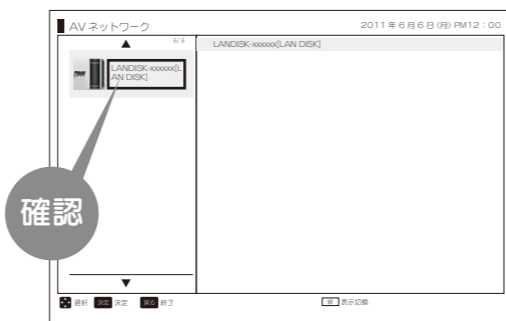 AV ネットワーク
2011 年 6 月 6 日 (月) PM12 : 00
6/6
LANDISK-xxxxxx[LAN DISK]
LANDISK-xxxxxx[L
AN DISK]
確認
選択 決定 決定 戻る 終了
表示切換